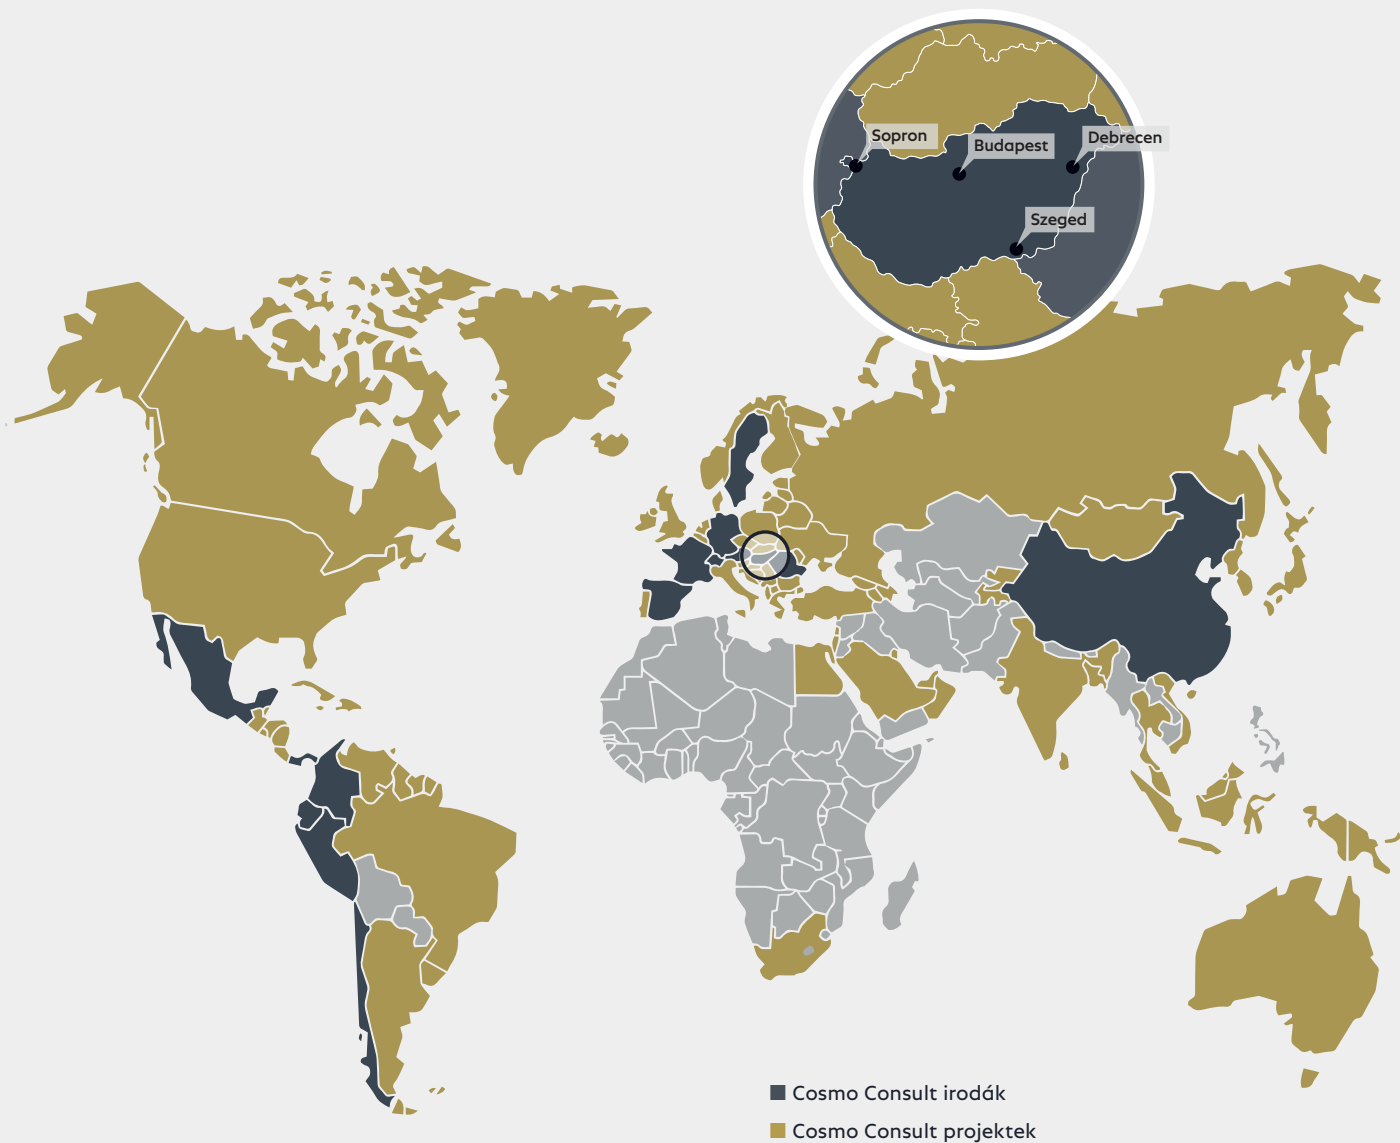 Sopron
Budapest
Debrecen
Szeged
Cosmo Consult irodák
Cosmo Consult projektek